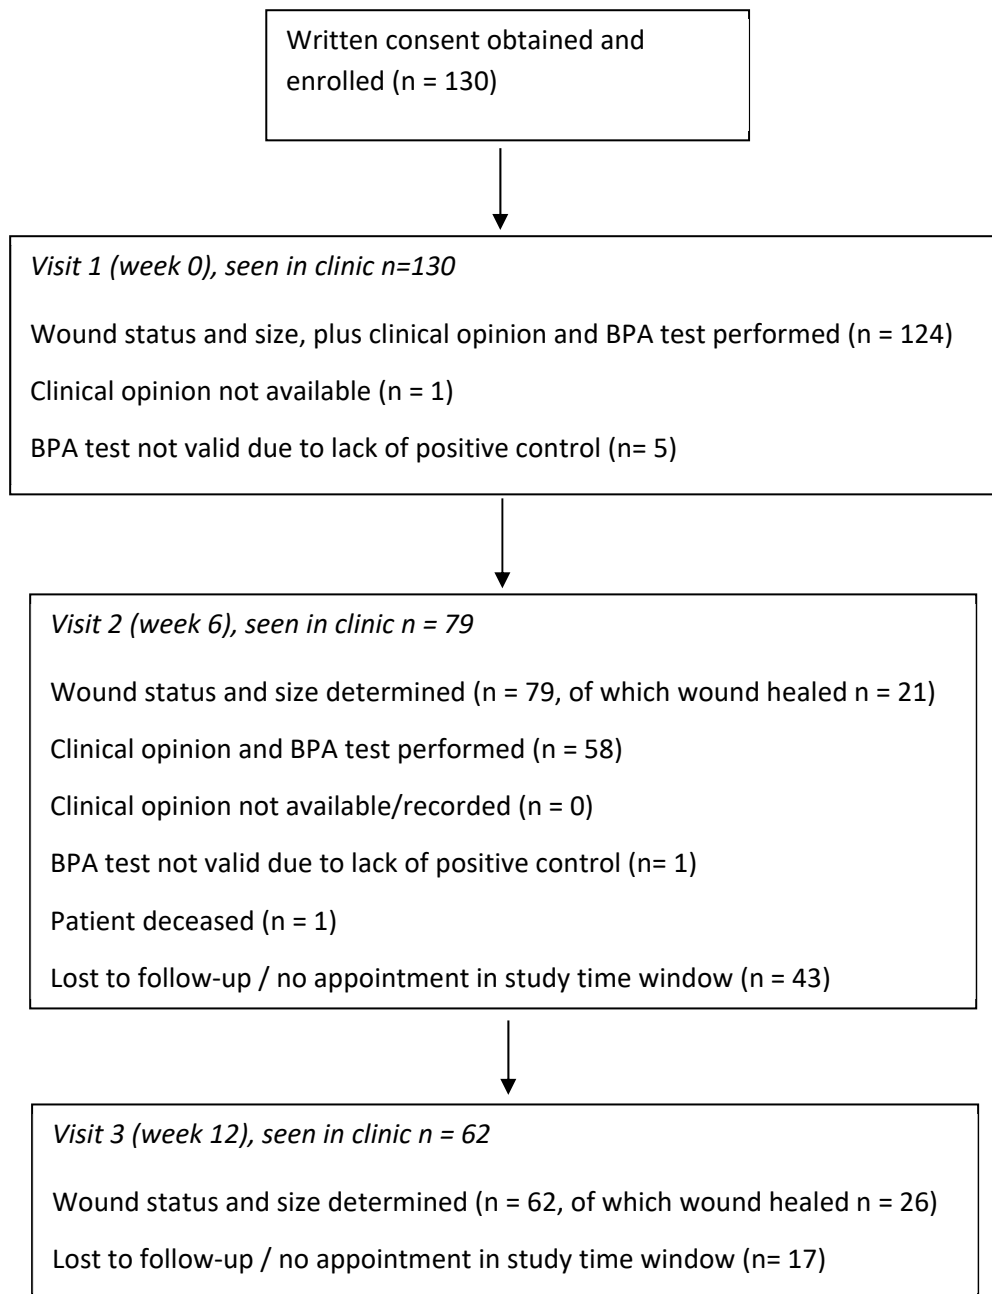 Written consent obtained and
enrolled (n = 130)
Visit 1 (week 0), seen in clinic n=130
Wound status and size, plus clinical opinion and BPA test performed (n = 124)
Clinical opinion not available (n = 1)
BPA test not valid due to lack of positive control (n= 5)
Visit 2 (week 6), seen in clinic n = 79
Wound status and size determined (n = 79, of which wound healed n = 21)
Clinical opinion and BPA test performed (n = 58)
Clinical opinion not available/recorded (n = 0)
BPA test not valid due to lack of positive control (n= 1)
Patient deceased (n = 1)
Lost to follow-up / no appointment in study time window (n = 43)
Visit 3 (week 12), seen in clinic n = 62
Wound status and size determined (n = 62, of which wound healed n = 26)
Lost to follow-up / no appointment in study time window (n= 17)